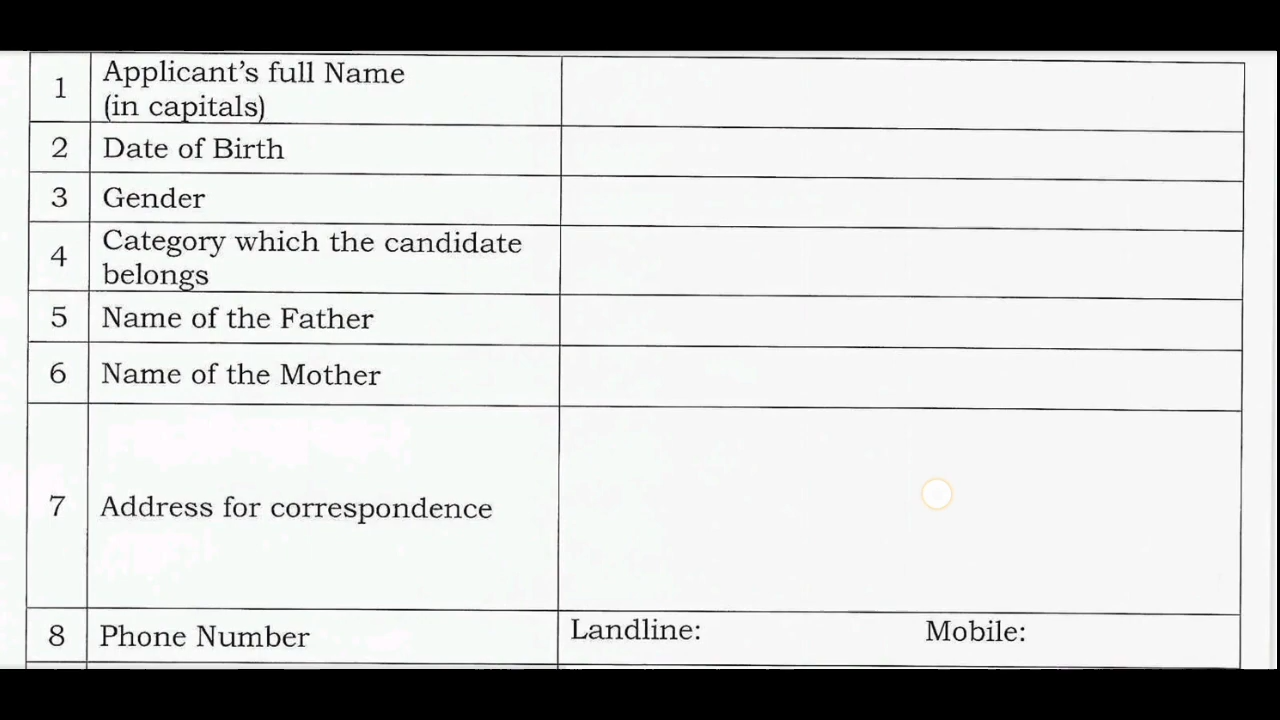 1 Applicant's full Name
(in capitals)
2 Date of Birth
3 Gender
4 Category which the candidate
belongs
5 Name of the Father
6 Name of the Mother
7 Address for correspondence
8 Phone Number Landline: Mobile: